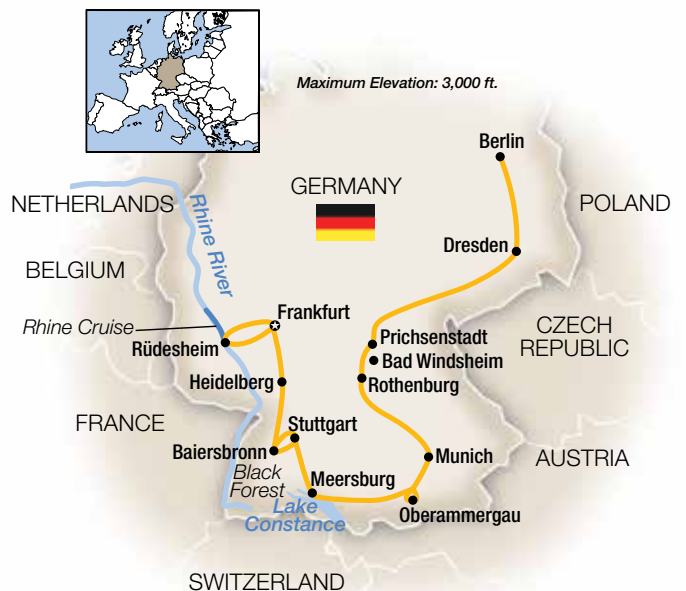 Maximum Elevation: 3,000 ft.
Berlin
GERMANY
NETHERLANDS
POLAND
Rhine River
Dresden
BELGIUM
Frankfurt
Rhine Cruise
CZECH
REPUBLIC
Rüdesheim
Prichsenstadt
Bad Windsheim
Heidelberg
Rothenburg
FRANCE
Stuttgart
Baiersbronn
Munich
AUSTRIA
Black
Forest
Meersburg
Lake
Constance
Oberammergau
SWITZERLAND